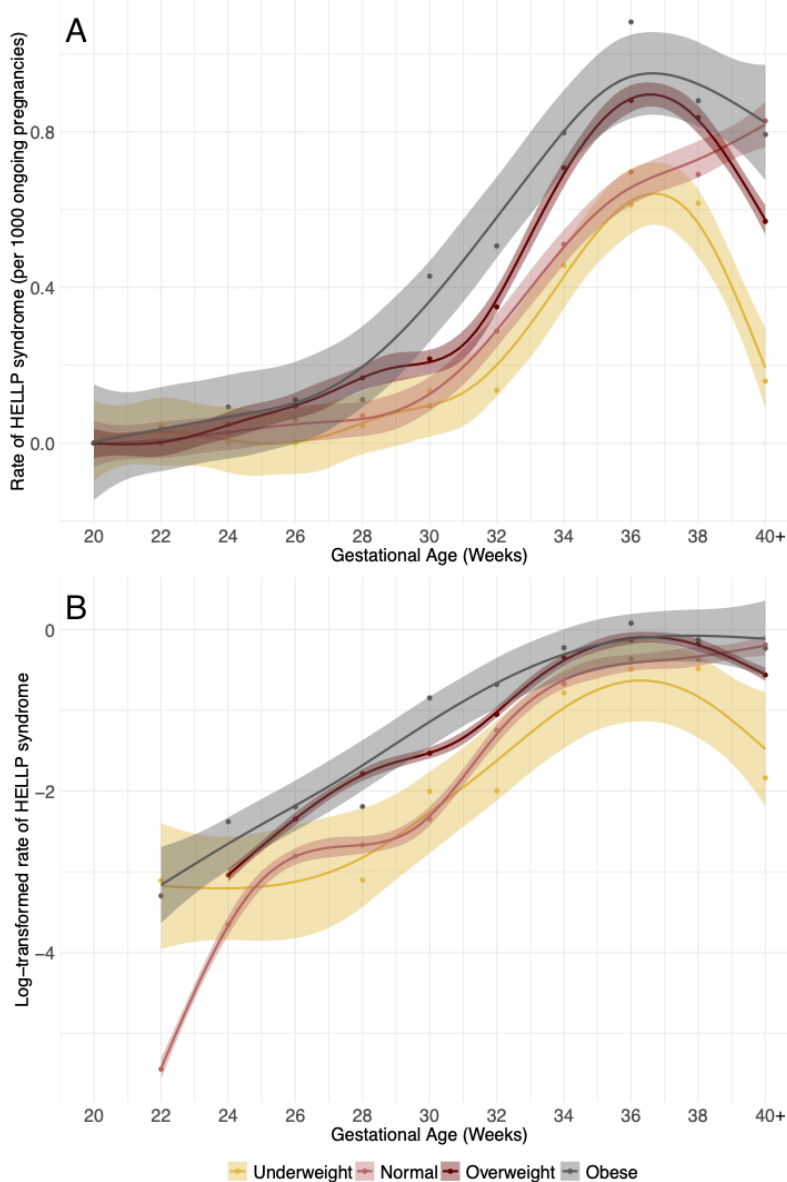 A
Rate of HELLP syndrome (per 1000 ongoing pregnancies)
0.8
0.4
0.0
20 22 24 26 28 30 32 34 36 38 40+
Gestational Age (Weeks)
B
Log−transformed rate of HELLP syndrome
0
−2
−4
20 22 24 26 28 30 32 34 36 38 40+
Gestational Age (Weeks)
Underweight Normal Overweight Obese